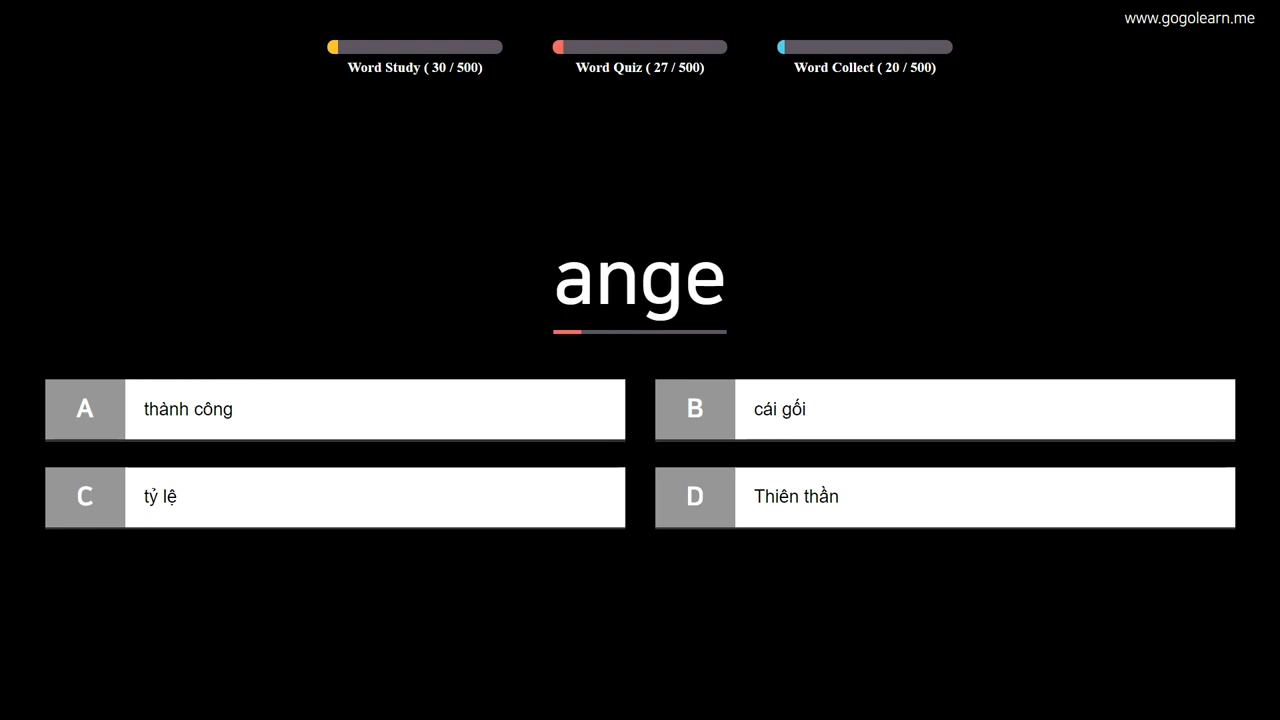 www.gogolearn.me
Word Study ( 30 / 500)
Word Quiz ( 27 / 500)
Word Collect ( 20 / 500)
ange
A thành công
B cái gối
C tỷ lệ
D Thiên thần